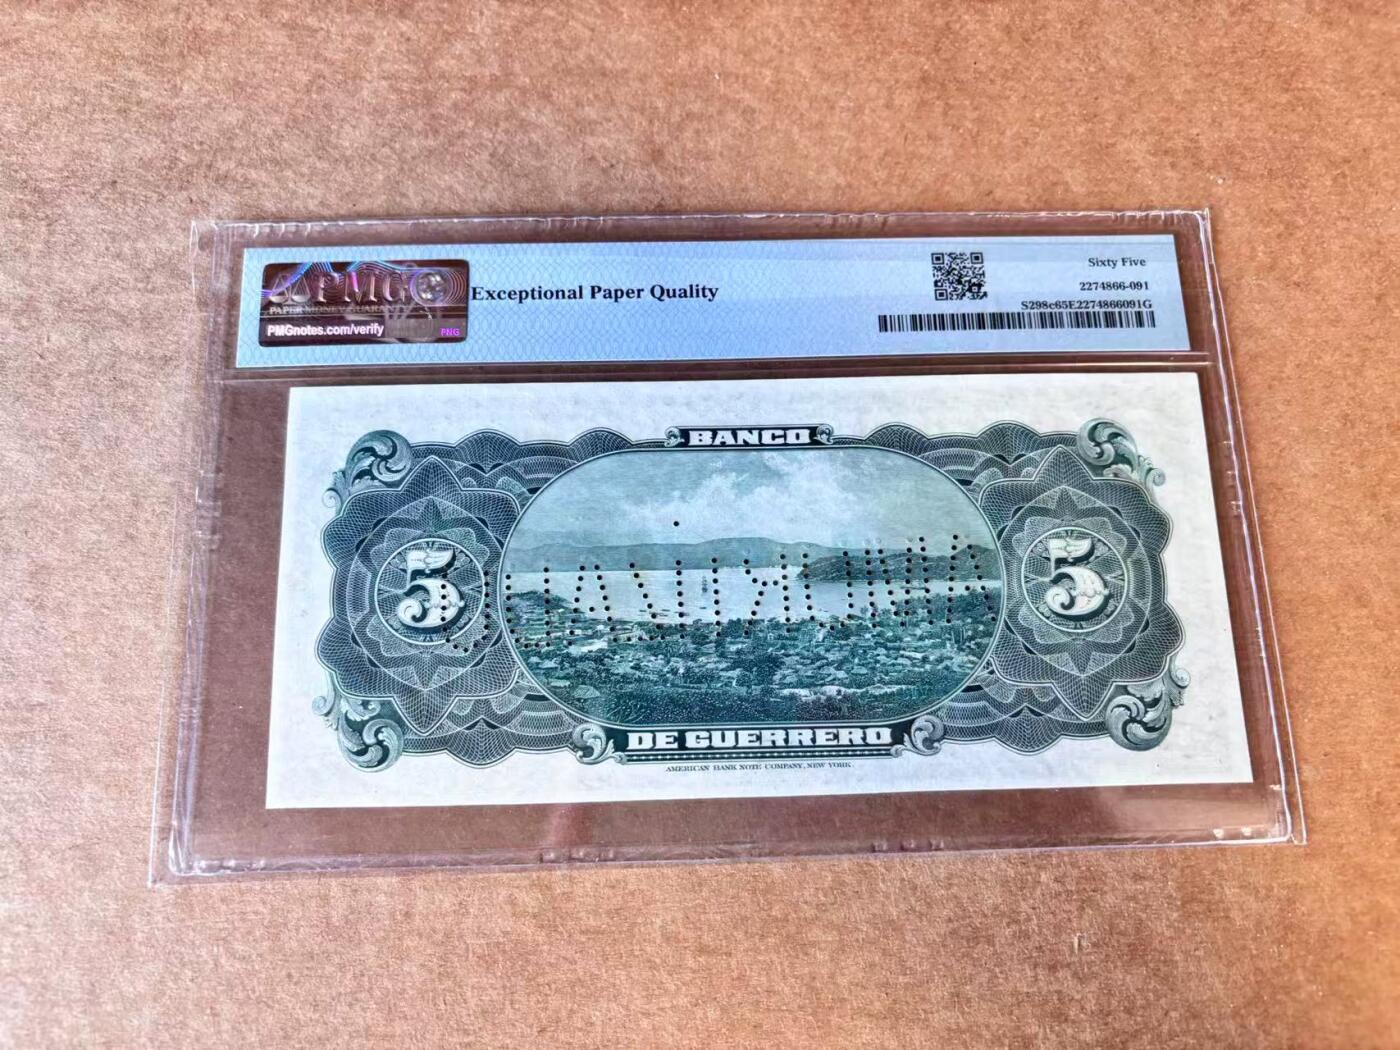 PMG
PAPER MONEY GUARANTY
PMGnotes.com/verify
PNG
Exceptional Paper Quality
Sixty Five
2274866-091
S298c65E2274866091G
BANCO
5
5
DE GUERRERO
AMERICAN BANK NOTE COMPANY, NEW YORK.